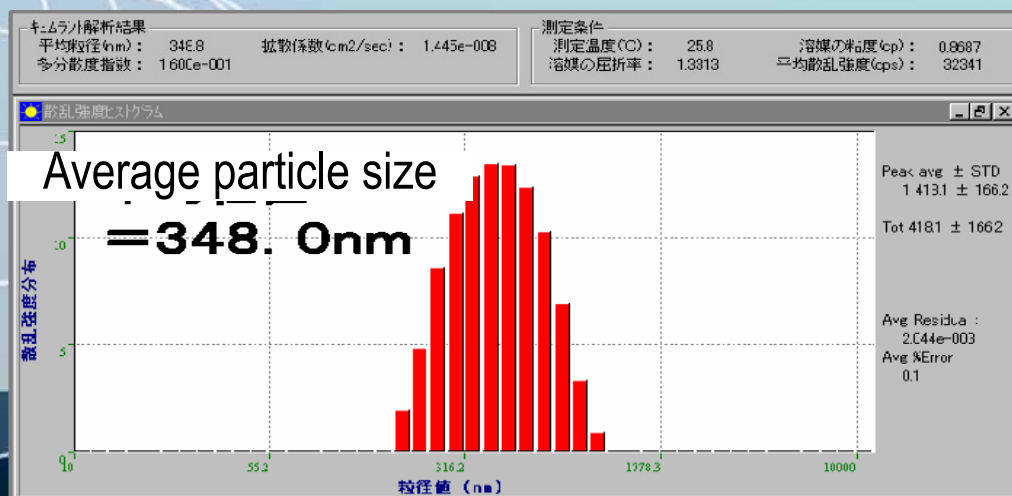 キュムラント解析結果
平均粒径(nm): 348.8 拡散係数(cm2/sec): 1.445e-008
多分散度指数: 1.600e-001
測定条件
測定温度(°C): 25.8 溶媒の粘度(cp): 0.8687
溶媒の屈折率: 1.3313 平均散乱強度(cps): 32341
散乱強度ヒストグラム
15
Average particle size
=348. 0nm
10
5
0
散乱強度分布
10 55.2 316.2 1778.3 10000
粒径値 (nm)
Peak avg ± STD
1 413.1 ± 166.2
Tot 418.1 ± 166.2
Avg Residual :
2.044e-003
Avg %Error
0.1